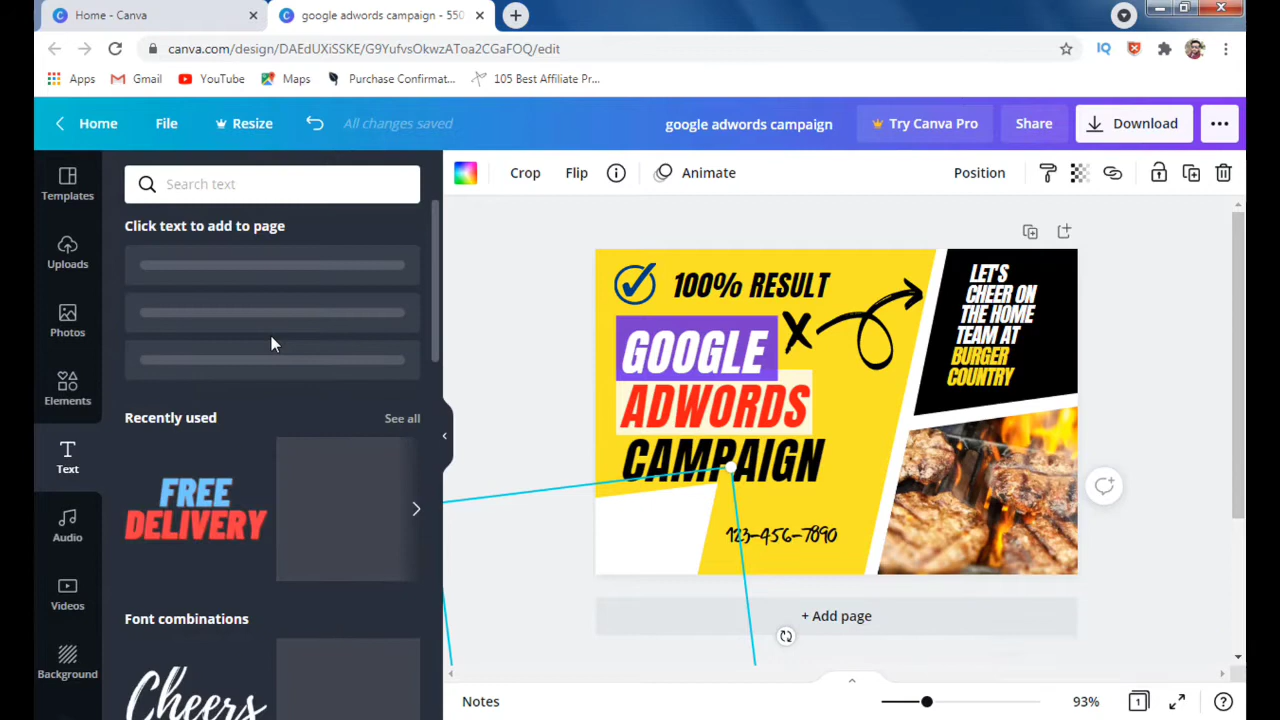 Home - Canva
google adwords campaign - 550
canva.com/design/DAEdUXiSSKE/G9YufvsOkwzAToa2CGaFOQ/edit
IQ
Apps
Gmail
YouTube
Maps
Purchase Confirmat...
105 Best Affiliate Pr...
Home
File
Resize
All changes saved
google adwords campaign
Try Canva Pro
Share
Download
Templates
Uploads
Photos
Elements
Text
Audio
Videos
Background
Search text
Click text to add to page
Recently used
See all
FREE
DELIVERY
Font combinations
Cheers
Crop
Flip
Animate
Position
100% RESULT
GOOGLE
ADWORDS
CAMPAIGN
X
LET'S
CHEER ON
THE HOME
TEAM AT
BURGER
COUNTRY
123-456-7890
+ Add page
Notes
93%
1